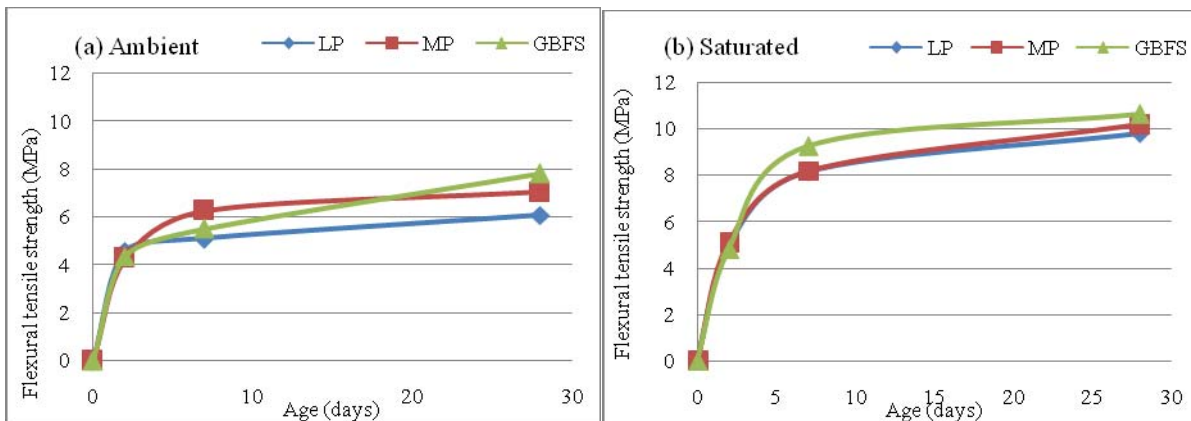 (a) Ambient
LP MP GBFS
Flexural tensile strength (MPa)
12
10
8
6
4
2
0
0 10 20 30
Age (days)
(b) Saturated
LP MP GBFS
Flexural tensile strength (MPa)
12
10
8
6
4
2
0
0 5 10 15 20 25 30
Age (days)